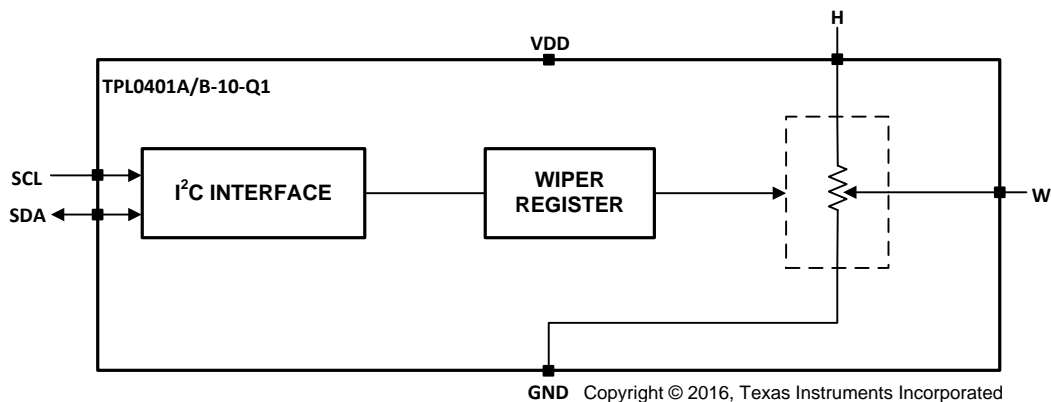 H
VDD
TPL0401A/B-10-Q1
SCL
SDA
I²C INTERFACE
WIPER
REGISTER
W
GND Copyright © 2016, Texas Instruments Incorporated